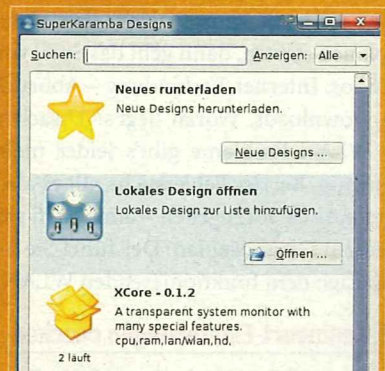 SuperKaramba Designs
Suchen: Anzeigen: Alle
Neues runterladen
Neue Designs herunterladen.
Neue Designs ...
Lokales Design öffnen
Lokales Design zur Liste hinzufügen.
Öffnen ...
XCore - 0.1.2
A transparent system monitor with
many special features.
cpu,ram,lan/wlan,hd,
2 läuft